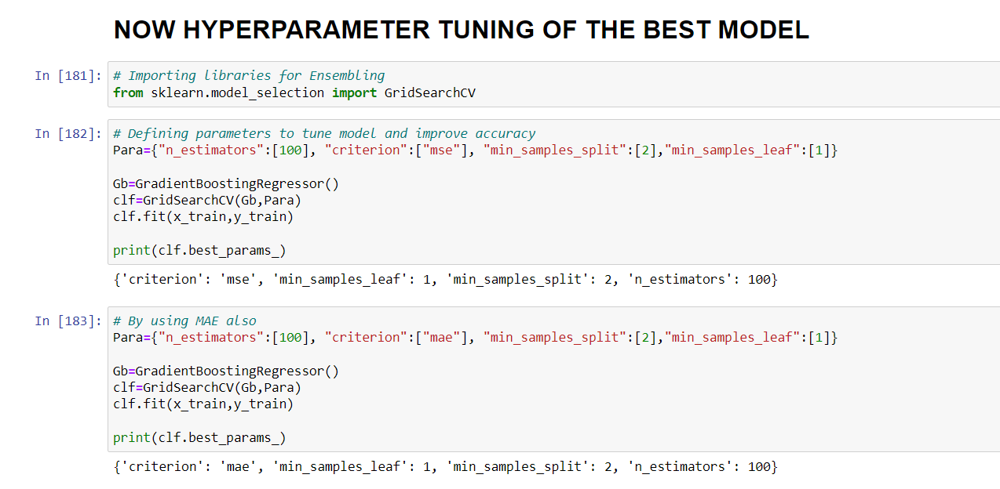 NOW HYPERPARAMETER TUNING OF THE BEST MODEL
In [181]: # Importing libraries for Ensembling
from sklearn.model_selection import GridSearchCV
In [182]: # Defining parameters to tune model and improve accuracy
Para={"n_estimators":[100], "criterion":["mse"], "min_samples_split":[2],"min_samples_leaf":[1]}
Gb=GradientBoostingRegressor()
clf=GridSearchCV(Gb,Para)
clf.fit(x_train,y_train)
print(clf.best_params_)
{'criterion': 'mse', 'min_samples_leaf': 1, 'min_samples_split': 2, 'n_estimators': 100}
In [183]: # By using MAE also
Para={"n_estimators":[100], "criterion":["mae"], "min_samples_split":[2],"min_samples_leaf":[1]}
Gb=GradientBoostingRegressor()
clf=GridSearchCV(Gb,Para)
clf.fit(x_train,y_train)
print(clf.best_params_)
{'criterion': 'mae', 'min_samples_leaf': 1, 'min_samples_split': 2, 'n_estimators': 100}